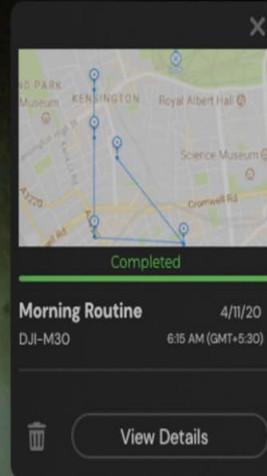 ND PARK
Museum
KENSINGTON
Royal Albert Hall
Science Museum
A3220
Cromwell Rd
Completed
Morning Routine
4/11/20
DJI-M30
6:15 AM (GMT+5:30)
View Details